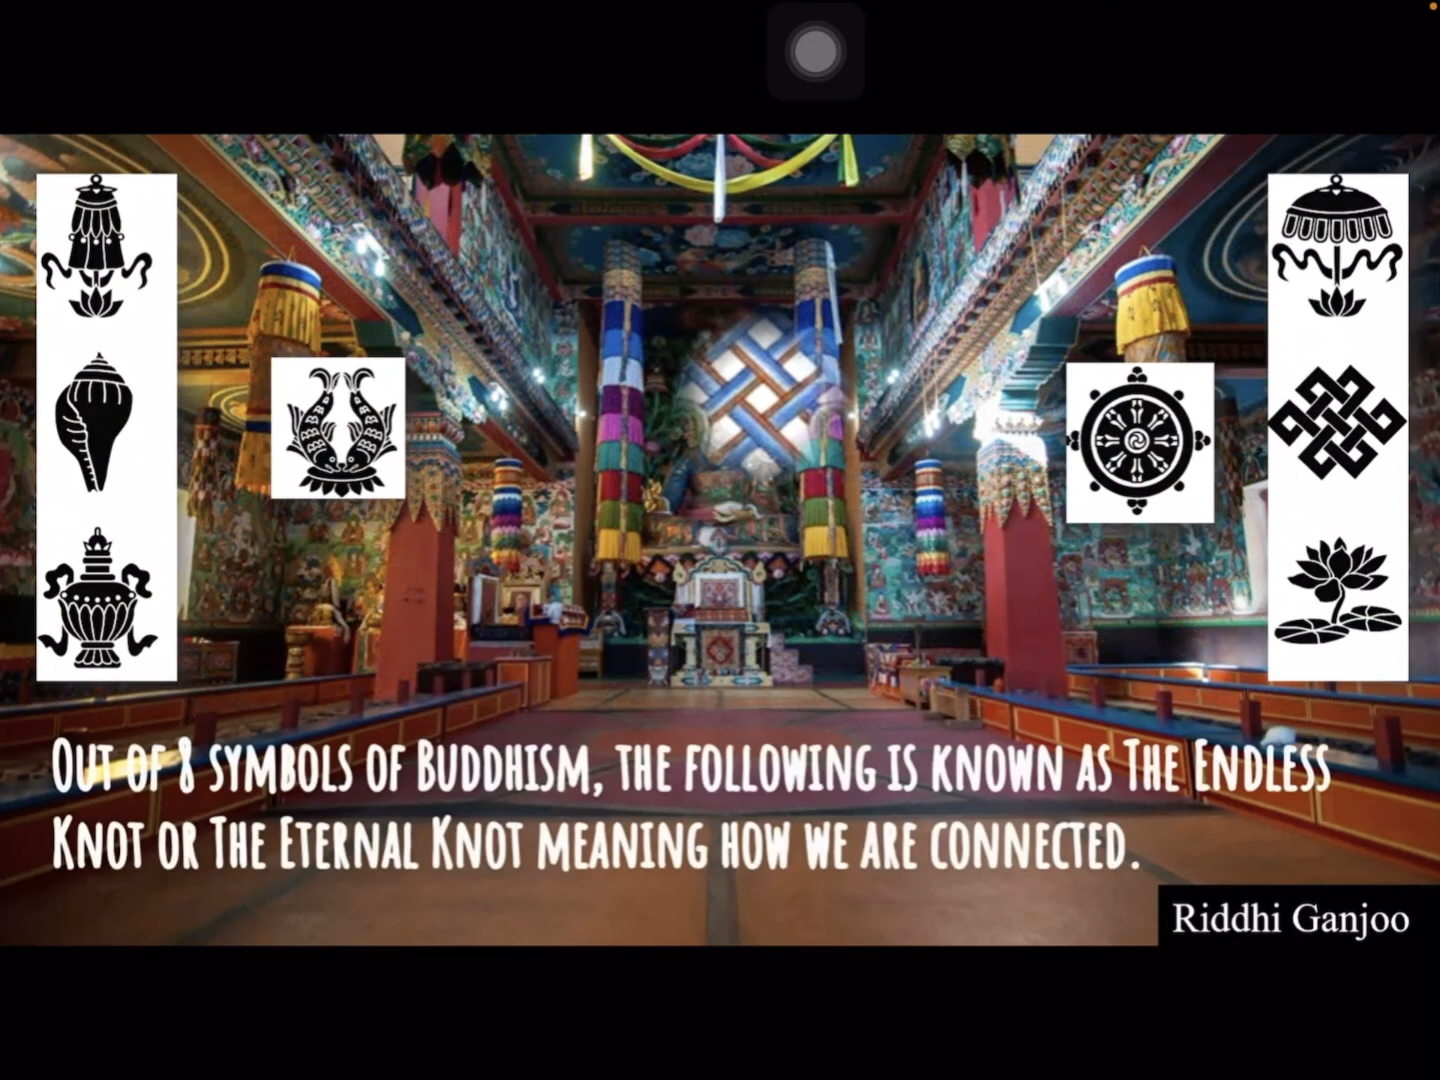 Out of 8 symbols of Buddhism, the following is known as The Endless
Knot or The Eternal Knot meaning how we are connected.
Riddhi Ganjoo